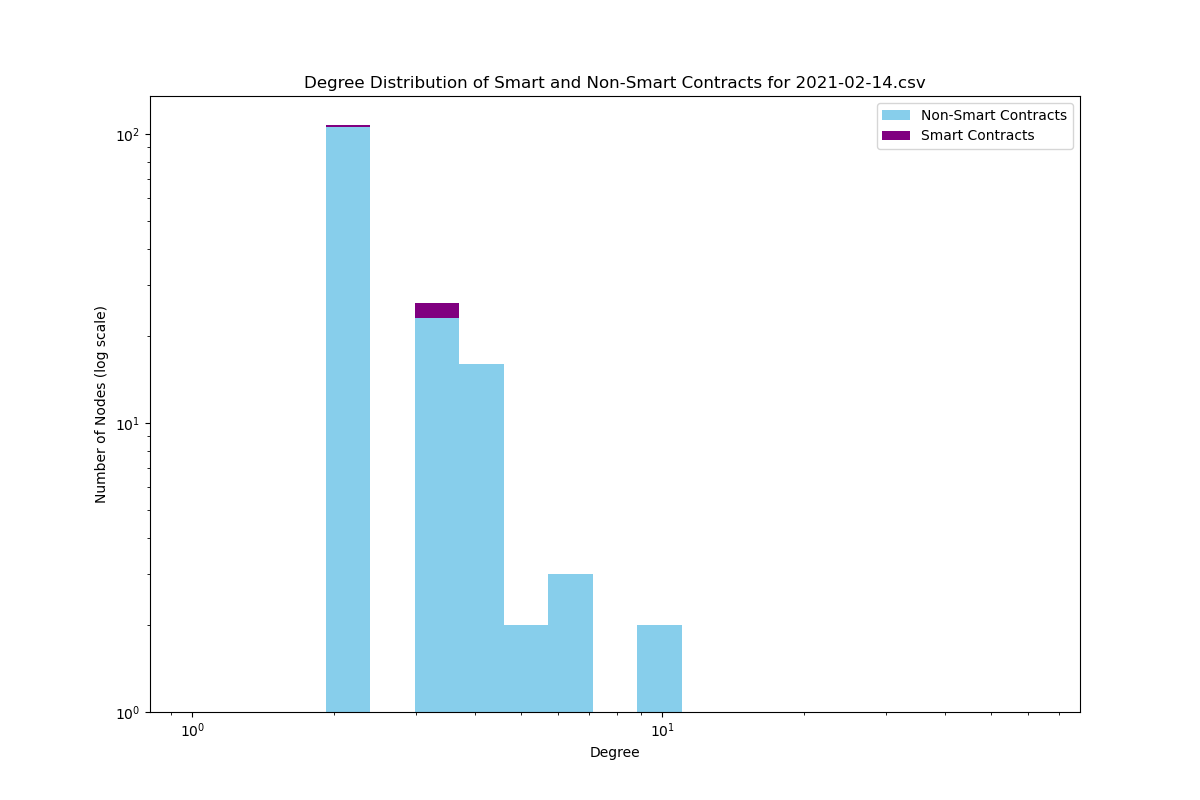 Degree Distribution of Smart and Non-Smart Contracts for 2021-02-14.csv
Non-Smart Contracts
Smart Contracts
Number of Nodes (log scale)
10²
10¹
10⁰
10⁰ 10¹
Degree